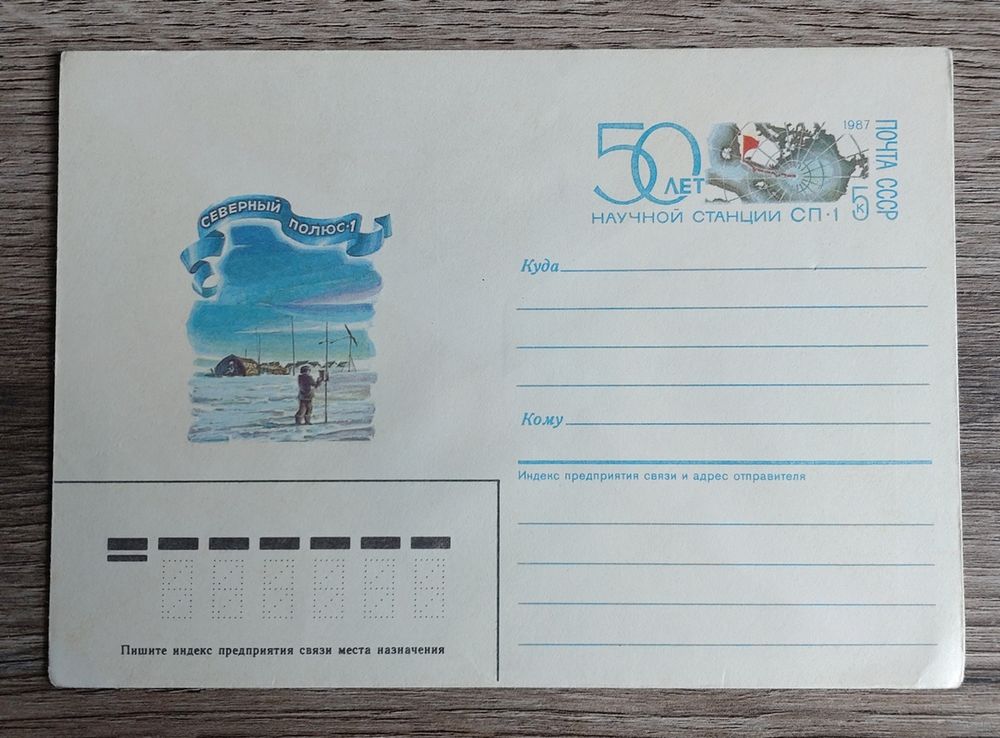 50 ЛЕТ
НАУЧНОЙ СТАНЦИИ СП·1
1987
5к
ПОЧТА СССР
СЕВЕРНЫЙ
ПОЛЮС·1
Куда
Кому
Индекс предприятия связи и адрес отправителя
Пишите индекс предприятия связи места назначения